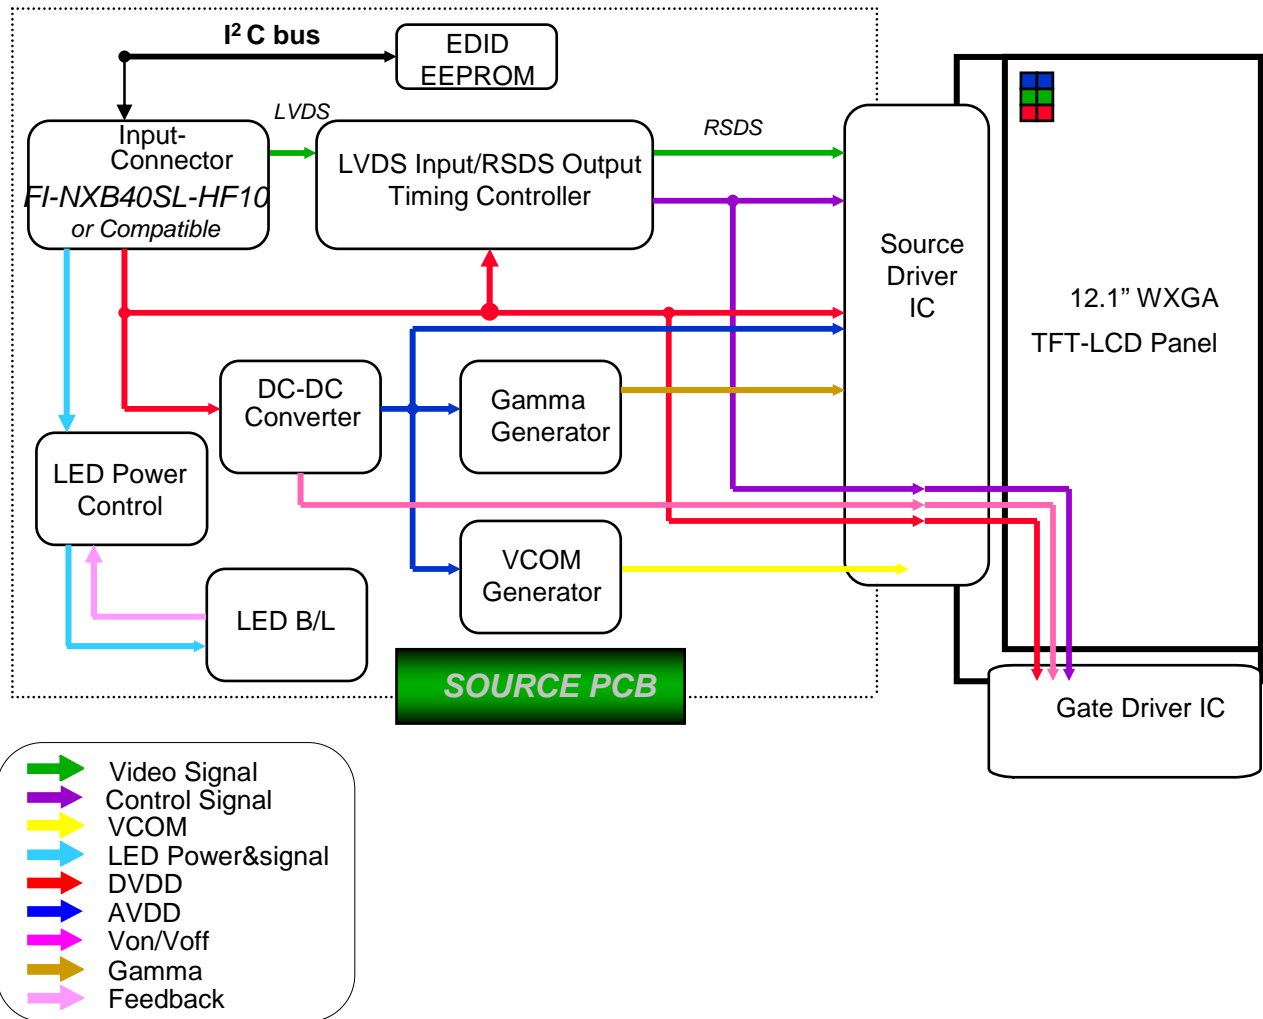 I² C bus
EDID
EEPROM
LVDS
RSDS
Input-
Connector
FI-NXB40SL-HF10
or Compatible
LVDS Input/RSDS Output
Timing Controller
Source
Driver
IC
12.1” WXGA
TFT-LCD Panel
DC-DC
Converter
Gamma
Generator
LED Power
Control
VCOM
Generator
LED B/L
SOURCE PCB
Gate Driver IC
Video Signal
Control Signal
VCOM
LED Power&signal
DVDD
AVDD
Von/Voff
Gamma
Feedback